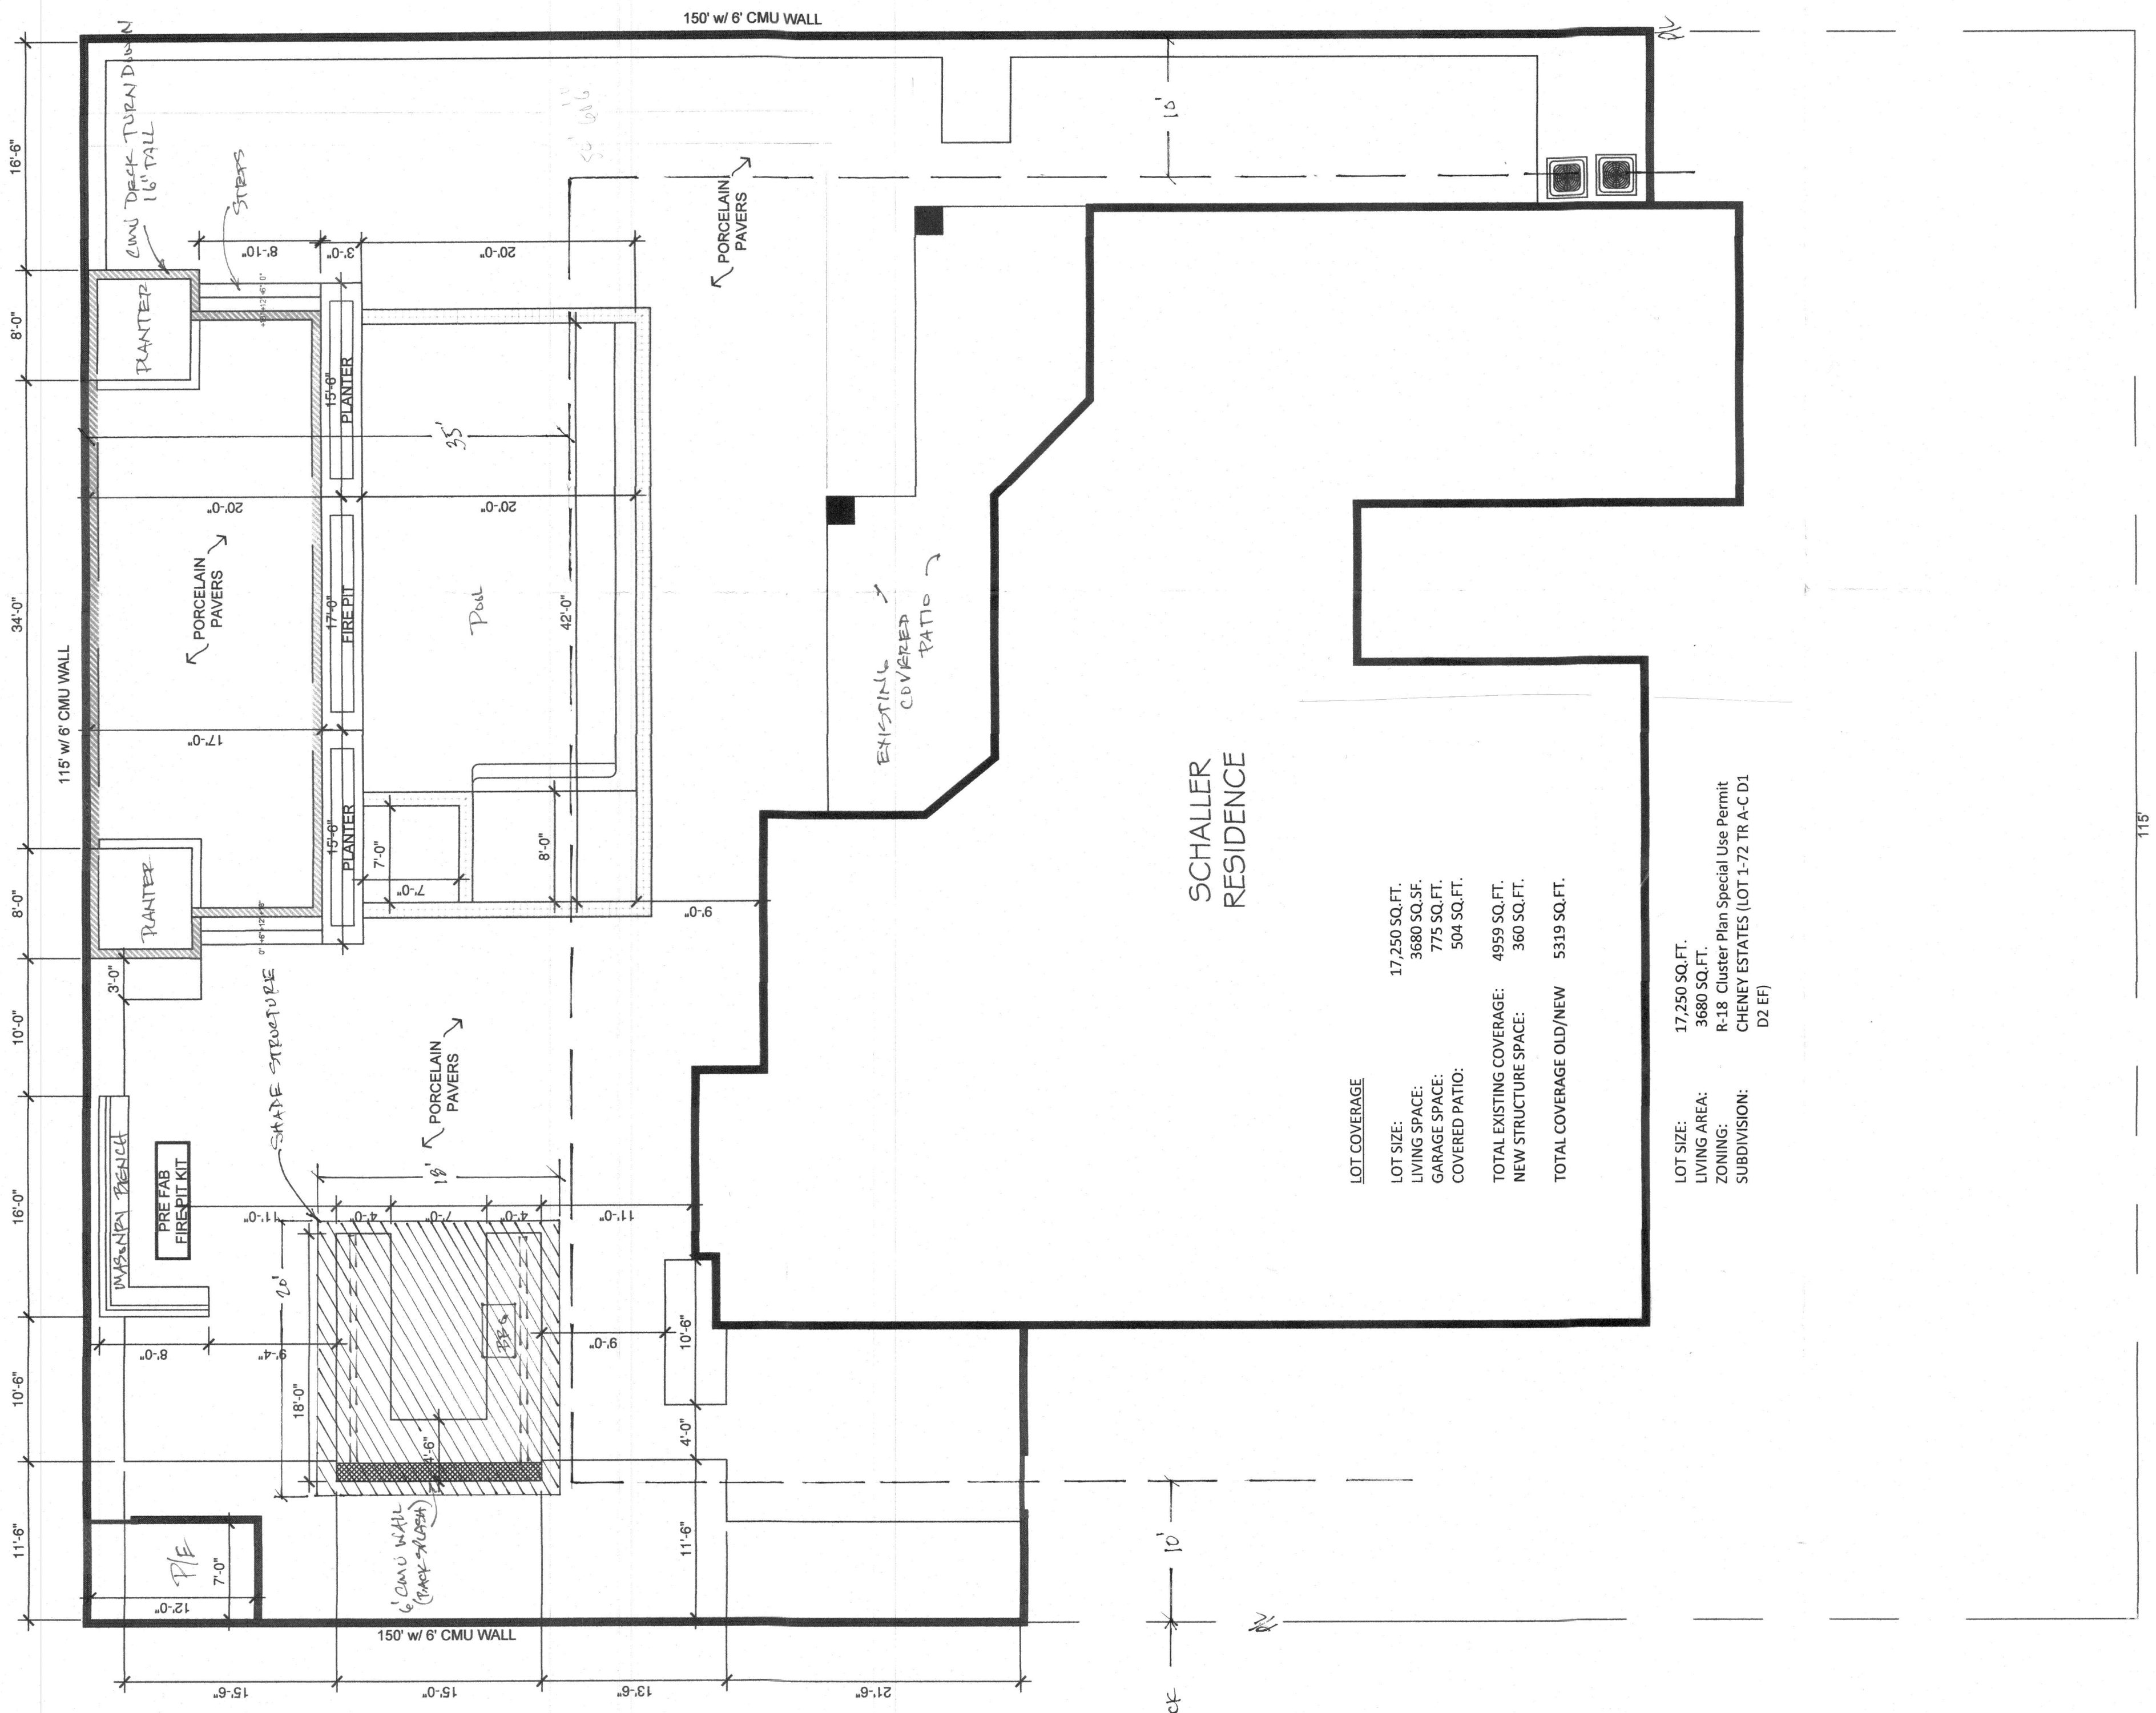 150' w/ 6' CMU WALL
115' w/ 6' CMU WALL
16'-6"
8'-0"
34'-0"
8'-0"
10'-0"
16'-0"
10'-6"
11'-6"
CMU DECK TURN DOWN
16" TALL
STEPS
8'-10"
3'-0"
20'-0"
PLANTER
15'-6"
PLANTER
35'
20'-0"
20'-0"
PORCELAIN
PAVERS
17'-0"
FIRE PIT
POOL
42'-0"
17'-0"
15'-6"
PLANTER
7'-0"
7'-0"
8'-0"
PLANTER
3'-0"
9'-0"
10'
PORCELAIN
PAVERS
EXISTING
COVERED
PATIO
SHADE STRUCTURE
PORCELAIN
PAVERS
MASONRY BENCH
PRE FAB
FIRE PIT KIT
11'-0"
4'-0"
7'-0"
4'-0"
11'-0"
18'
20'
18'-0"
8'-0"
9'-4"
BBQ
9'-0"
10'-6"
4'-0"
11'-6"
4'-6"
6' CMU WALL
(BACK SPLASH)
P/E
7'-0"
12'-0"
150' w/ 6' CMU WALL
15'-6"
15'-0"
13'-6"
21'-6"
10'
CK
115'
SCHALLER
RESIDENCE
LOT COVERAGE
LOT SIZE: 17,250 SQ.FT.
LIVING SPACE: 3680 SQ.SF.
GARAGE SPACE: 775 SQ.FT.
COVERED PATIO: 504 SQ.FT.
TOTAL EXISTING COVERAGE: 4959 SQ.FT.
NEW STRUCTURE SPACE: 360 SQ.FT.
TOTAL COVERAGE OLD/NEW 5319 SQ.FT.
LOT SIZE: 17,250 SQ.FT.
LIVING AREA: 3680 SQ.FT.
ZONING: R-18 Cluster Plan Special Use Permit
SUBDIVISION: CHENEY ESTATES (LOT 1-72 TR A-C D1
D2 EF)